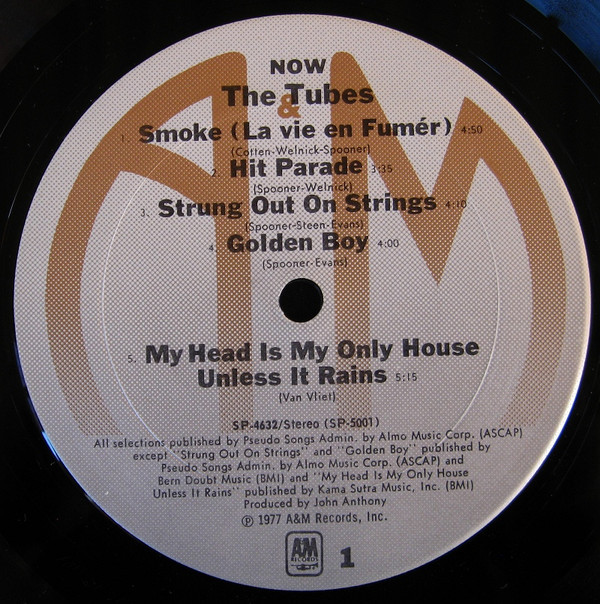 NOW
The Tubes
&
1. Smoke (La vie en Fumér) 4:50
(Cotten-Welnick-Spooner)
2. Hit Parade 3:35
(Spooner-Welnick)
3. Strung Out On Strings 4:10
(Spooner-Steen-Evans)
4. Golden Boy 4:00
(Spooner-Evans)
5. My Head Is My Only House
Unless It Rains 5:15
(Van Vliet)
SP-4632/Stereo (SP-5001)
All selections published by Pseudo Songs Admin. by Almo Music Corp. (ASCAP)
except "Strung Out On Strings" and "Golden Boy" published by
Pseudo Songs Admin. by Almo Music Corp. (ASCAP) and
Bern Doubt Music (BMI) and "My Head Is My Only House
Unless It Rains" published by Kama Sutra Music, Inc. (BMI)
Produced by John Anthony
℗ 1977 A&M Records, Inc.
A&M
RECORDS
1